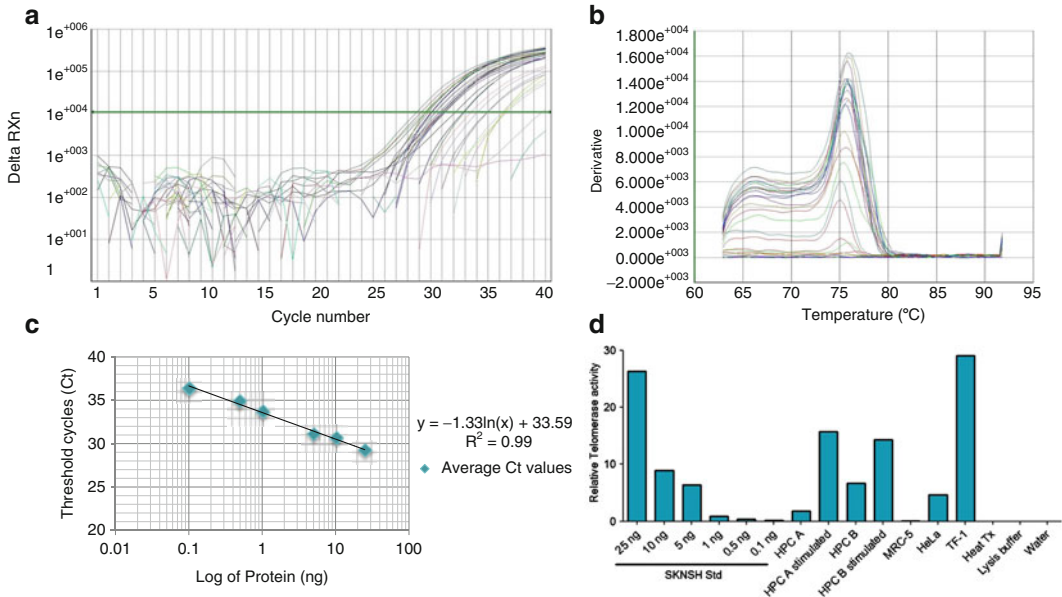 a
1e+006
1e+005
1e+004
1e+003
1e+002
1e+001
1
Delta RXn
1 5 10 15 20 25 30 35 40
Cycle number
b
1.800e+004
1.600e+004
1.400e+004
1.200e+004
1.000e+004
8.000e+003
6.000e+003
4.000e+003
2.000e+003
0.000e+003
−2.000e+003
Derivative
60 65 70 75 80 85 90 95
Temperature (ºC)
c
40
35
30
25
20
Threshold cycles (Ct)
0.01 0.1 1 10 100
Log of Protein (ng)
y = −1.33ln(x) + 33.59
R2 = 0.99
Average Ct values
d
30
20
10
0
Relative Telomerase activity
25 ng
10 ng
5 ng
1 ng
0.5 ng
0.1 ng
HPC A
HPC A stimulated
HPC B
HPC B stimulated
MRC-5
HeLa
TF-1
Heat Tx
Lysis buffer
Water
SKNSH Std